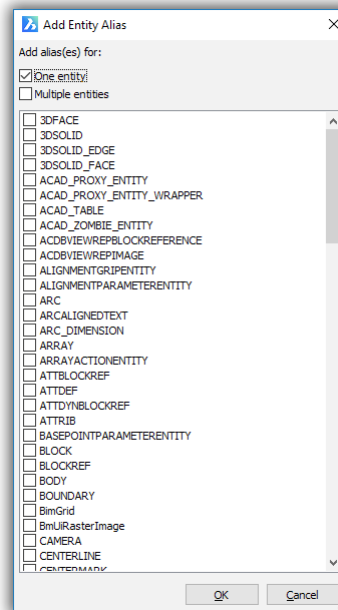 Add Entity Alias
Add alias(es) for:
One entity
Multiple entities
3DFACE
3DSOLID
3DSOLID_EDGE
3DSOLID_FACE
ACAD_PROXY_ENTITY
ACAD_PROXY_ENTITY_WRAPPER
ACAD_TABLE
ACAD_ZOMBIE_ENTITY
ACDBVIEWREPBLOCKREFERENCE
ACDBVIEWREPIMAGE
ALIGNMENTGRIPENTITY
ALIGNMENTPARAMETERENTITY
ARC
ARCALIGNEDTEXT
ARC_DIMENSION
ARRAY
ARRAYACTIONENTITY
ATTBLOCKREF
ATTDEF
ATTDYNBLOCKREF
ATTRIB
BASEPOINTPARAMETERENTITY
BLOCK
BLOCKREF
BODY
BOUNDARY
BimGrid
BmUiRasterImage
CAMERA
CENTERLINE
CENTERMARK
OK Cancel